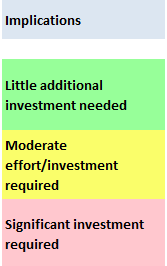 Implications
Little additional
investment needed
Moderate
effort/investment
required
Significant investment
required